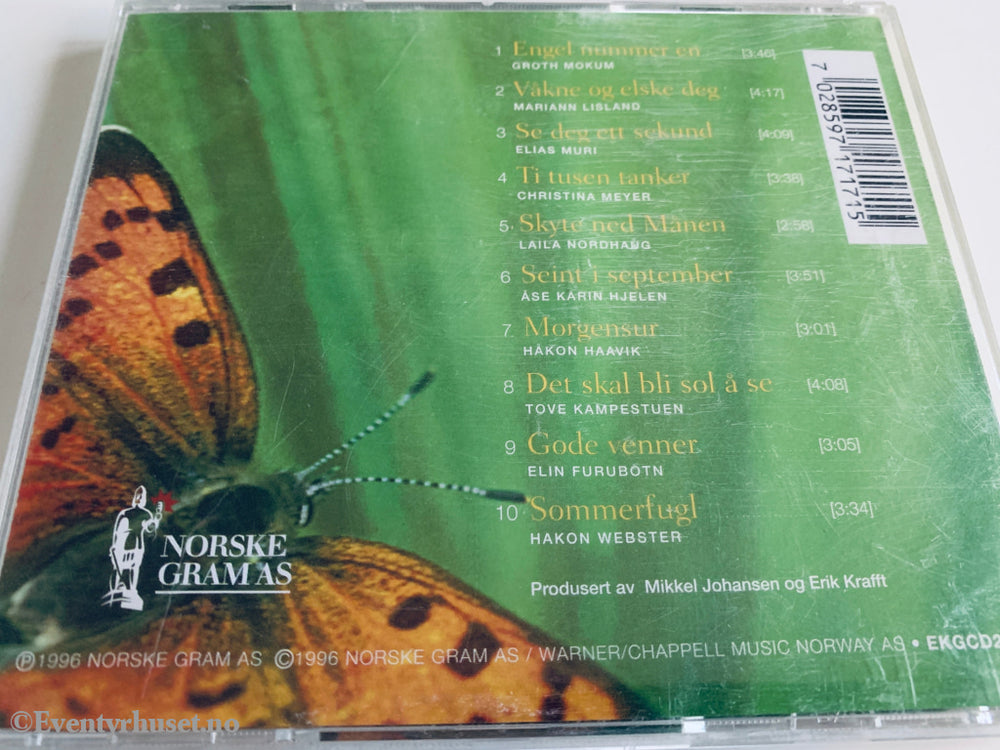 1 Engel nummer en [3:46]
GROTH MOKUM
2 Våkne og elske deg [4:17]
MARIANN LISLAND
3 Se deg ett sekund [4:09]
ELIAS MURI
4 Ti tusen tanker [3:38]
CHRISTINA MEYER
5 Skyte ned Månen [2:58]
LAILA NORDHAUG
6 Seint i september [3:51]
ÅSE KARIN HJELEN
7 Morgensur [3:01]
HÅKON HAAVIK
8 Det skal bli sol å se [4:08]
TOVE KAMPESTUEN
9 Gode venner [3:05]
ELIN FURUBOTN
10 Sommerfugl [3:34]
HAKON WEBSTER
Produsert av Mikkel Johansen og Erik Krafft
7 028597 171715
NORSKE
GRAM AS
℗1996 NORSKE GRAM AS ©1996 NORSKE GRAM AS / WARNER/CHAPPELL MUSIC NORWAY AS • EKGCD2
©Eventyrhuset.no